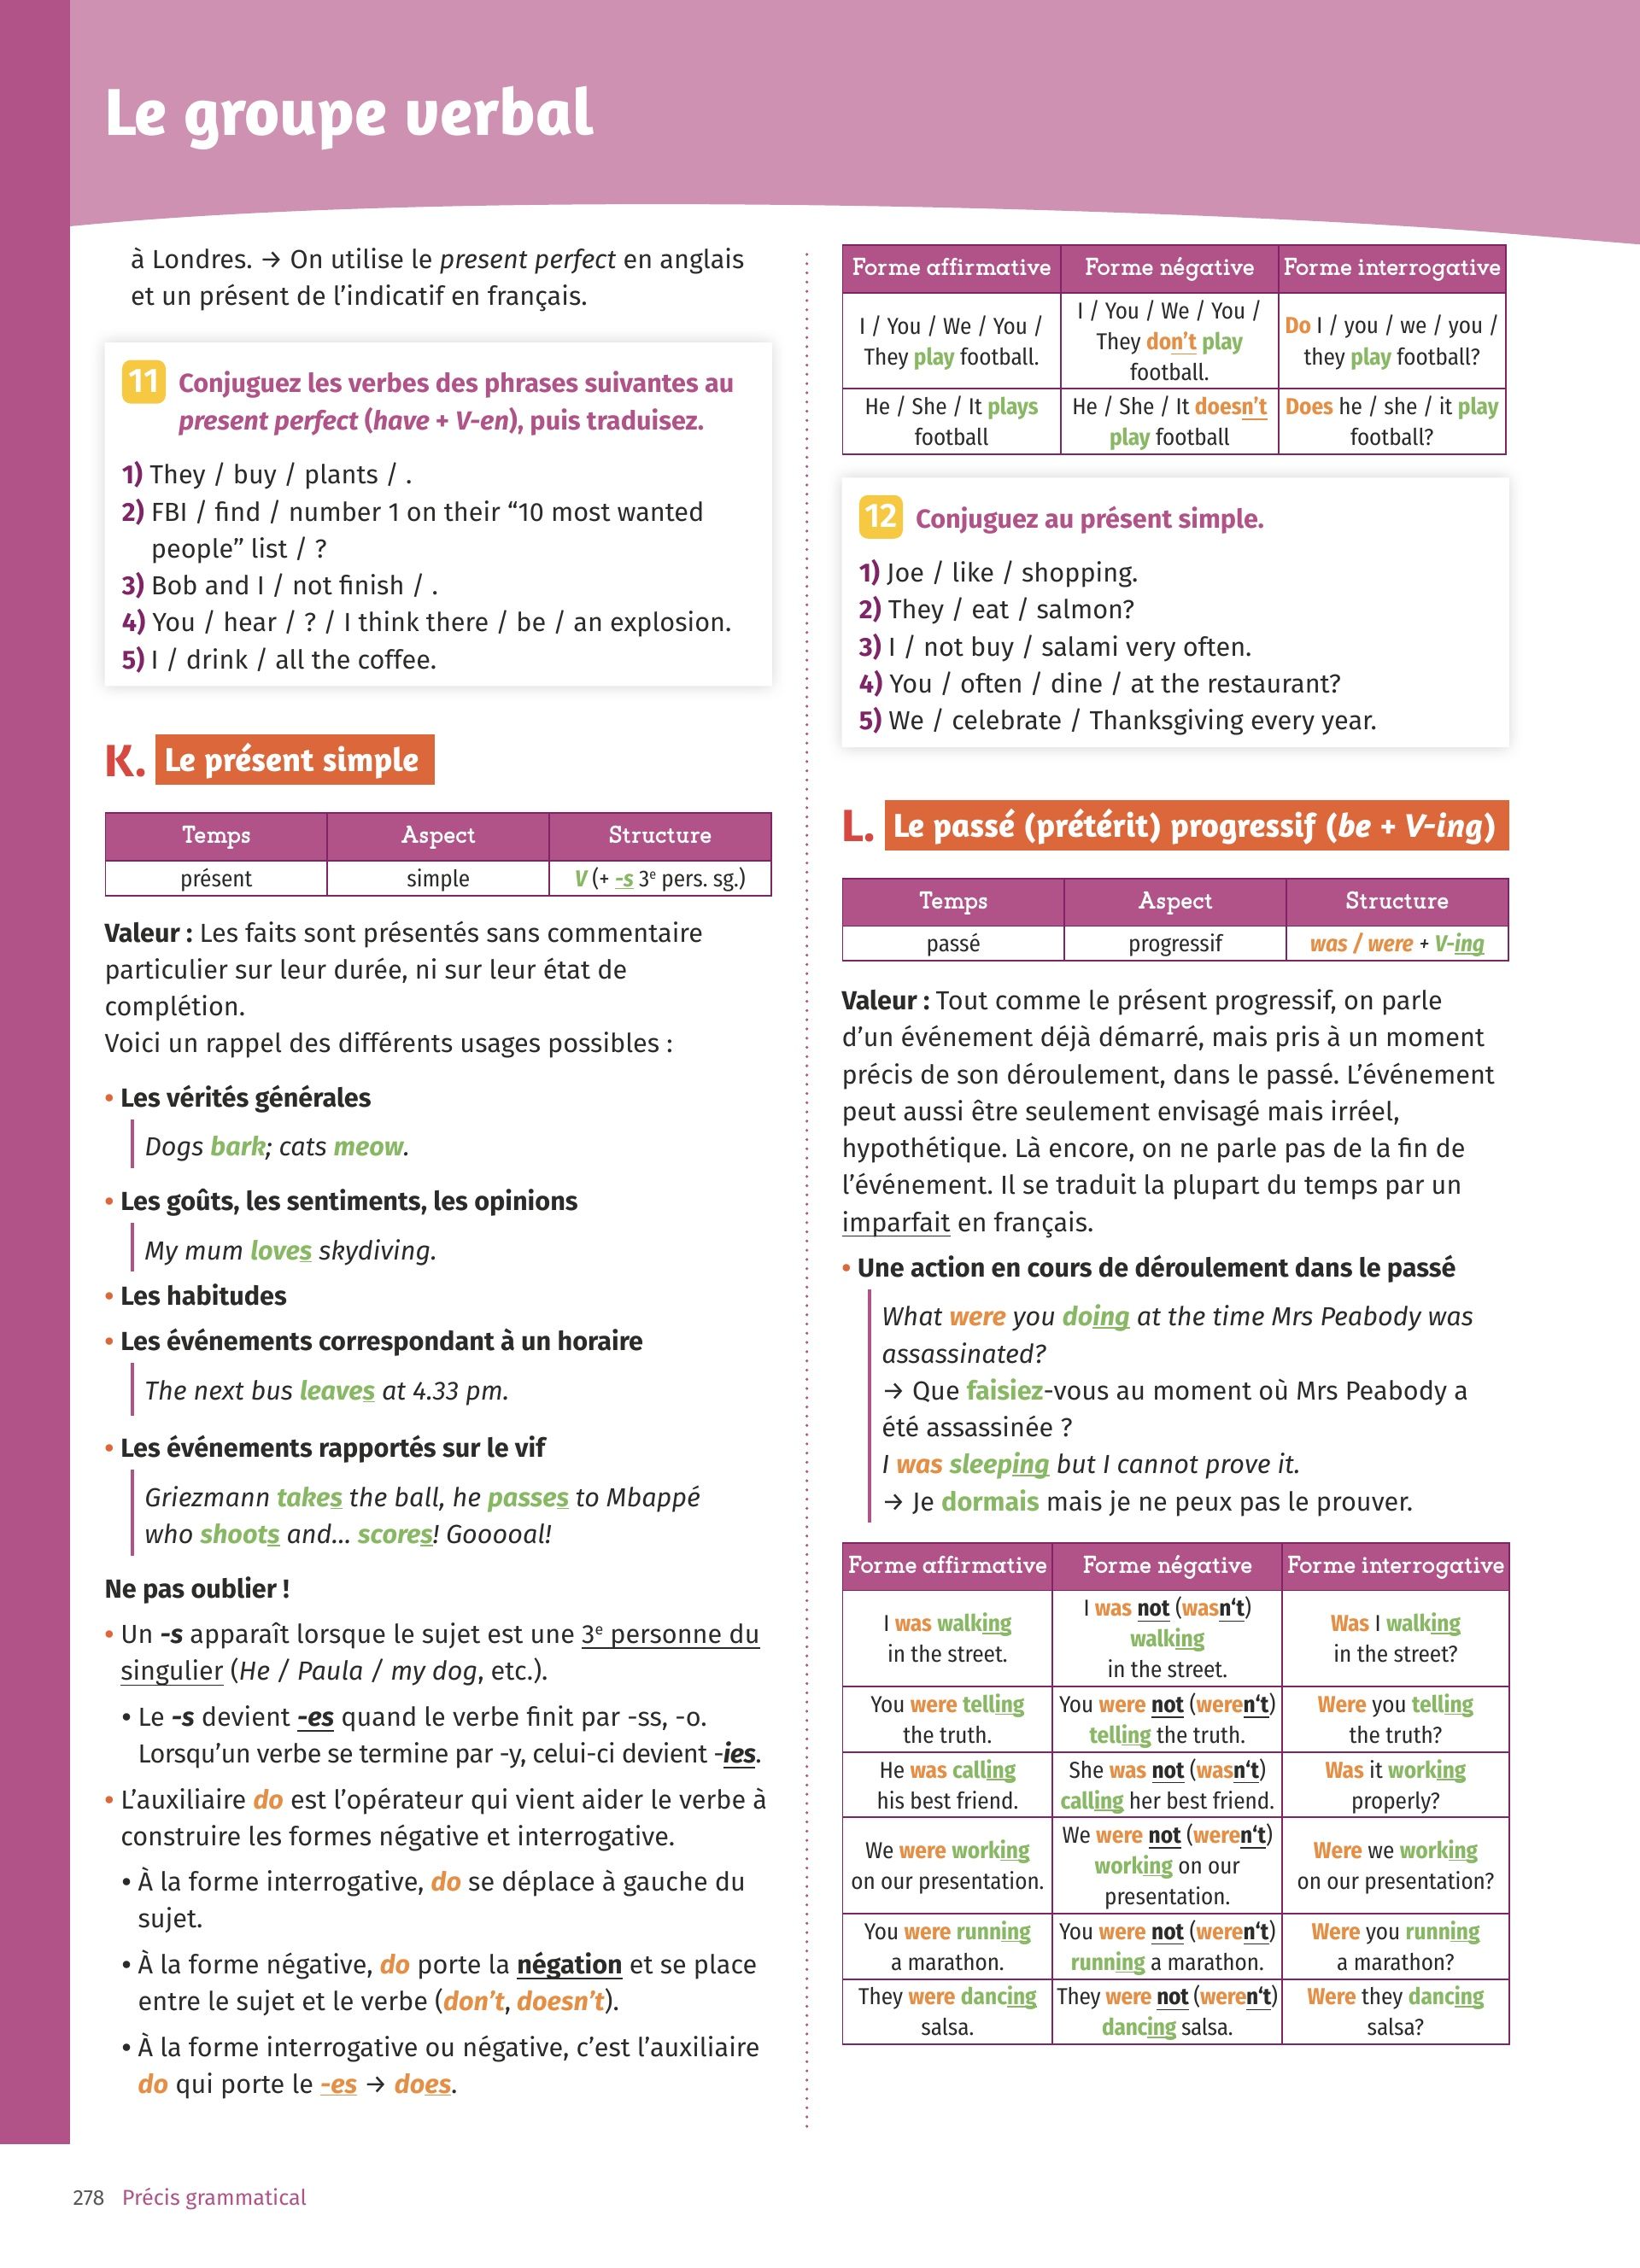 Le groupe verbal
à Londres. → On utilise le present perfect en anglais
et un présent de l’indicatif en français.
11 Conjuguez les verbes des phrases suivantes au
present perfect (have + V-en), puis traduisez.
1) They / buy / plants / .
2) FBI / find / number 1 on their “10 most wanted
people” list / ?
3) Bob and I / not finish / .
4) You / hear / ? / I think there / be / an explosion.
5) I / drink / all the coffee.
K. Le présent simple
Temps Aspect Structure
présent simple V (+ -s 3e pers. sg.)
Valeur : Les faits sont présentés sans commentaire
particulier sur leur durée, ni sur leur état de
complétion.
Voici un rappel des différents usages possibles :
• Les vérités générales
Dogs bark; cats meow.
• Les goûts, les sentiments, les opinions
My mum loves skydiving.
• Les habitudes
• Les événements correspondant à un horaire
The next bus leaves at 4.33 pm.
• Les événements rapportés sur le vif
Griezmann takes the ball, he passes to Mbappé
who shoots and... scores! Gooooal!
Ne pas oublier !
• Un -s apparaît lorsque le sujet est une 3e personne du
singulier (He / Paula / my dog, etc.).
• Le -s devient -es quand le verbe finit par -ss, -o.
Lorsqu’un verbe se termine par -y, celui-ci devient -ies.
• L’auxiliaire do est l’opérateur qui vient aider le verbe à
construire les formes négative et interrogative.
• À la forme interrogative, do se déplace à gauche du
sujet.
• À la forme négative, do porte la négation et se place
entre le sujet et le verbe (don’t, doesn’t).
• À la forme interrogative ou négative, c’est l’auxiliaire
do qui porte le -es → does.
Forme affirmative Forme négative Forme interrogative
I / You / We / You /
They play football.
I / You / We / You /
They don’t play
football.
Do I / you / we / you /
they play football?
He / She / It plays
football
He / She / It doesn’t
play football
Does he / she / it play
football?
12 Conjuguez au présent simple.
1) Joe / like / shopping.
2) They / eat / salmon?
3) I / not buy / salami very often.
4) You / often / dine / at the restaurant?
5) We / celebrate / Thanksgiving every year.
L. Le passé (prétérit) progressif (be + V-ing)
Temps Aspect Structure
passé progressif was / were + V-ing
Valeur : Tout comme le présent progressif, on parle
d’un événement déjà démarré, mais pris à un moment
précis de son déroulement, dans le passé. L’événement
peut aussi être seulement envisagé mais irréel,
hypothétique. Là encore, on ne parle pas de la fin de
l’événement. Il se traduit la plupart du temps par un
imparfait en français.
• Une action en cours de déroulement dans le passé
What were you doing at the time Mrs Peabody was
assassinated?
→ Que faisiez-vous au moment où Mrs Peabody a
été assassinée ?
I was sleeping but I cannot prove it.
→ Je dormais mais je ne peux pas le prouver.
Forme affirmative Forme négative Forme interrogative
I was walking
in the street.
I was not (wasn‘t)
walking
in the street.
Was I walking
in the street?
You were telling
the truth.
You were not (weren‘t)
telling the truth.
Were you telling
the truth?
He was calling
his best friend.
She was not (wasn‘t)
calling her best friend.
Was it working
properly?
We were working
on our presentation.
We were not (weren‘t)
working on our
presentation.
Were we working
on our presentation?
You were running
a marathon.
You were not (weren‘t)
running a marathon.
Were you running
a marathon?
They were dancing
salsa.
They were not (weren‘t)
dancing salsa.
Were they dancing
salsa?
278 Précis grammatical